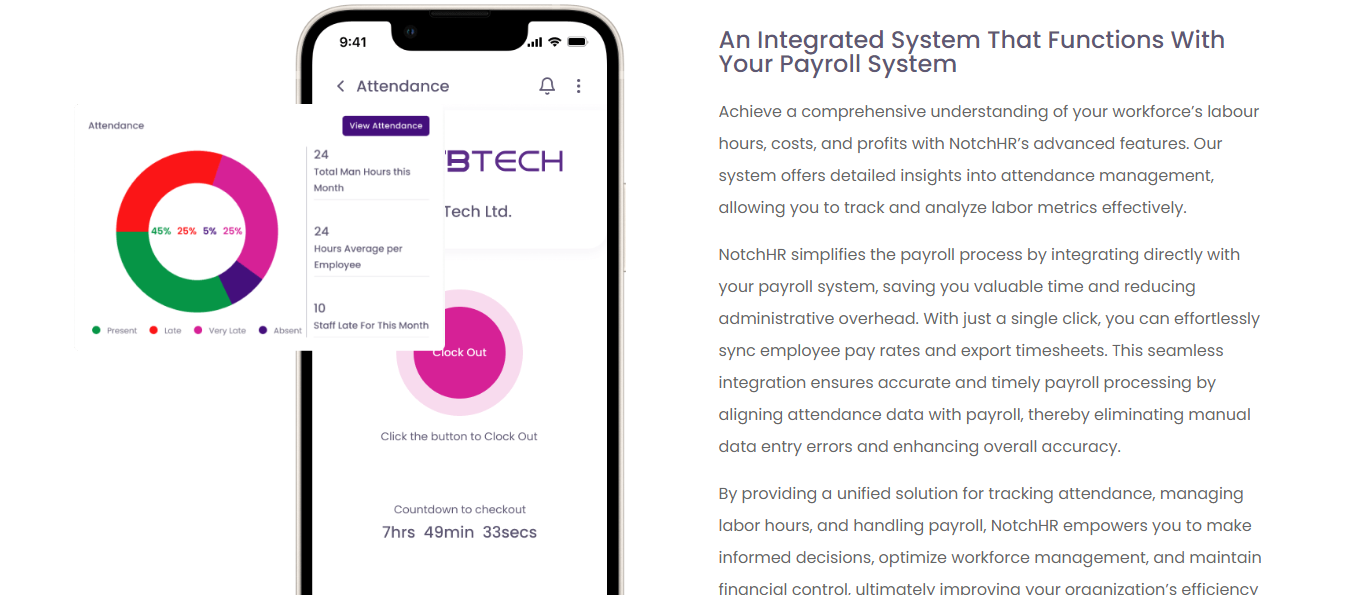 9:41
Attendance
Attendance
View Attendance
24
Total Man Hours this
Month
24
Hours Average per
Employee
10
Staff Late For This Month
45% 25% 5% 25%
Present Late Very Late Absent
BTECH
Tech Ltd.
Clock Out
Click the button to Clock Out
Countdown to checkout
7hrs 49min 33secs
An Integrated System That Functions With
Your Payroll System
Achieve a comprehensive understanding of your workforce’s labour
hours, costs, and profits with NotchHR’s advanced features. Our
system offers detailed insights into attendance management,
allowing you to track and analyze labor metrics effectively.
NotchHR simplifies the payroll process by integrating directly with
your payroll system, saving you valuable time and reducing
administrative overhead. With just a single click, you can effortlessly
sync employee pay rates and export timesheets. This seamless
integration ensures accurate and timely payroll processing by
aligning attendance data with payroll, thereby eliminating manual
data entry errors and enhancing overall accuracy.
By providing a unified solution for tracking attendance, managing
labor hours, and handling payroll, NotchHR empowers you to make
informed decisions, optimize workforce management, and maintain
financial control, ultimately improving your organization’s efficiency